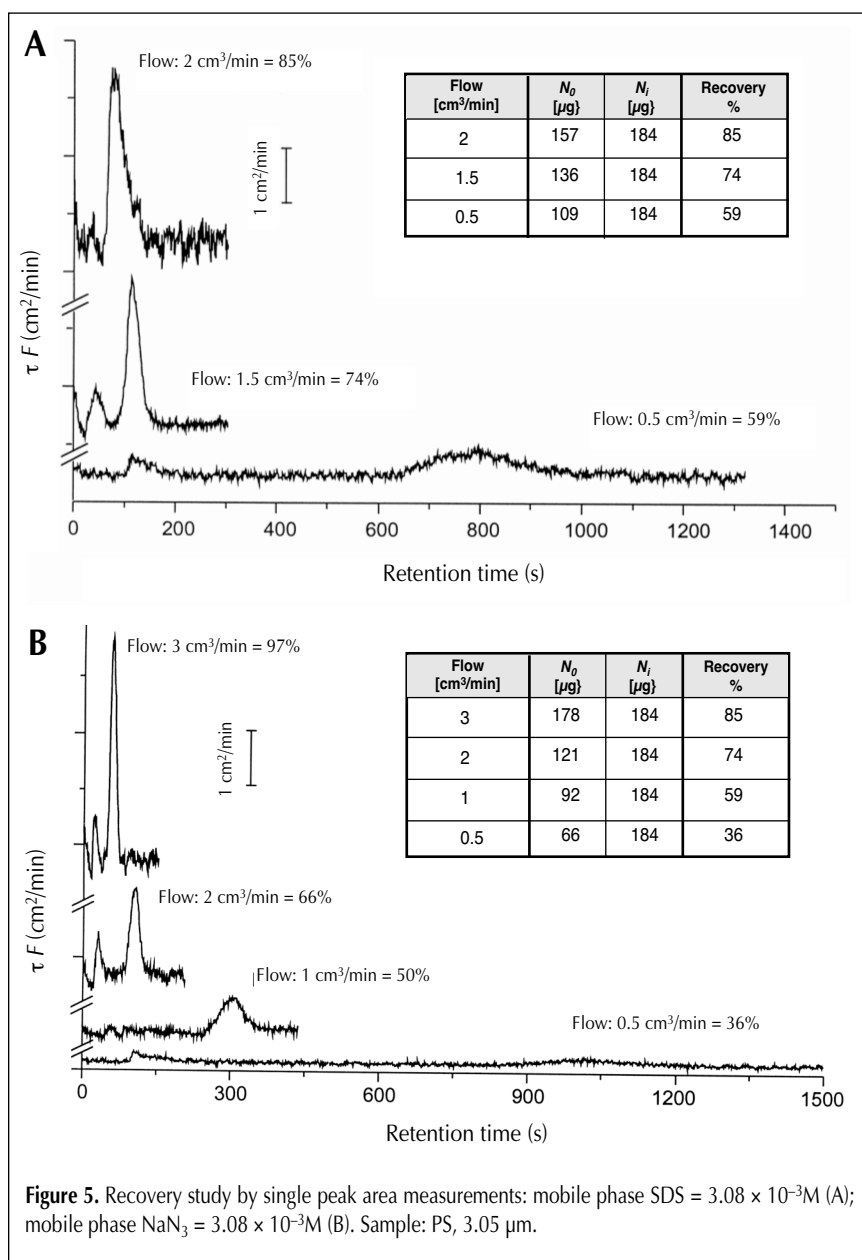 A
Flow: 2 cm³/min = 85%
1 cm²/min
Flow [cm³/min] N₀ [µg} Nᵢ [µg} Recovery %
2 157 184 85
1.5 136 184 74
0.5 109 184 59
τ F (cm²/min)
Flow: 1.5 cm³/min = 74%
Flow: 0.5 cm³/min = 59%
0 200 400 600 800 1000 1200 1400
Retention time (s)
B
Flow: 3 cm³/min = 97%
1 cm²/min
Flow [cm³/min] N₀ [µg} Nᵢ [µg} Recovery %
3 178 184 85
2 121 184 74
1 92 184 59
0.5 66 184 36
τ F (cm²/min)
Flow: 2 cm³/min = 66%
Flow: 1 cm³/min = 50%
Flow: 0.5 cm³/min = 36%
0 300 600 900 1200 1500
Retention time (s)
Figure 5. Recovery study by single peak area measurements: mobile phase SDS = 3.08 × 10⁻³M (A);
mobile phase NaN₃ = 3.08 × 10⁻³M (B). Sample: PS, 3.05 µm.